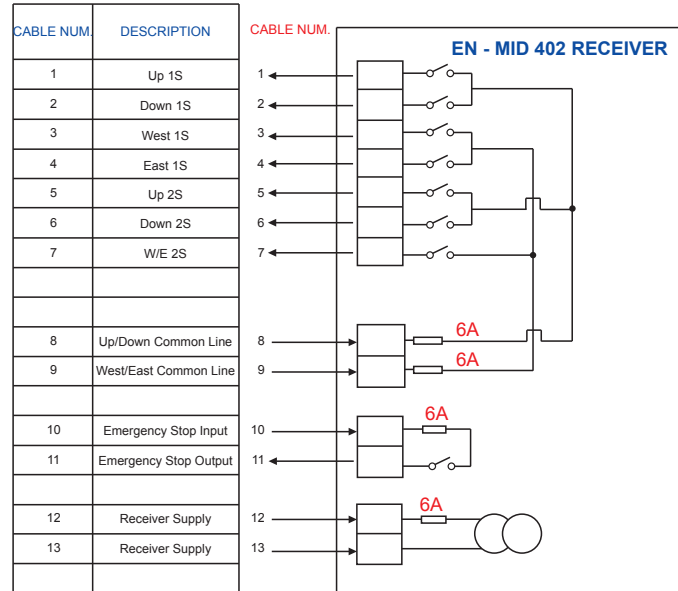 CABLE NUM. DESCRIPTION CABLE NUM.
EN - MID 402 RECEIVER
1 Up 1S 1
2 Down 1S 2
3 West 1S 3
4 East 1S 4
5 Up 2S 5
6 Down 2S 6
7 W/E 2S 7
6A
8 Up/Down Common Line 8
6A
9 West/East Common Line 9
6A
10 Emergency Stop Input 10
11 Emergency Stop Output 11
6A
12 Receiver Supply 12
13 Receiver Supply 13